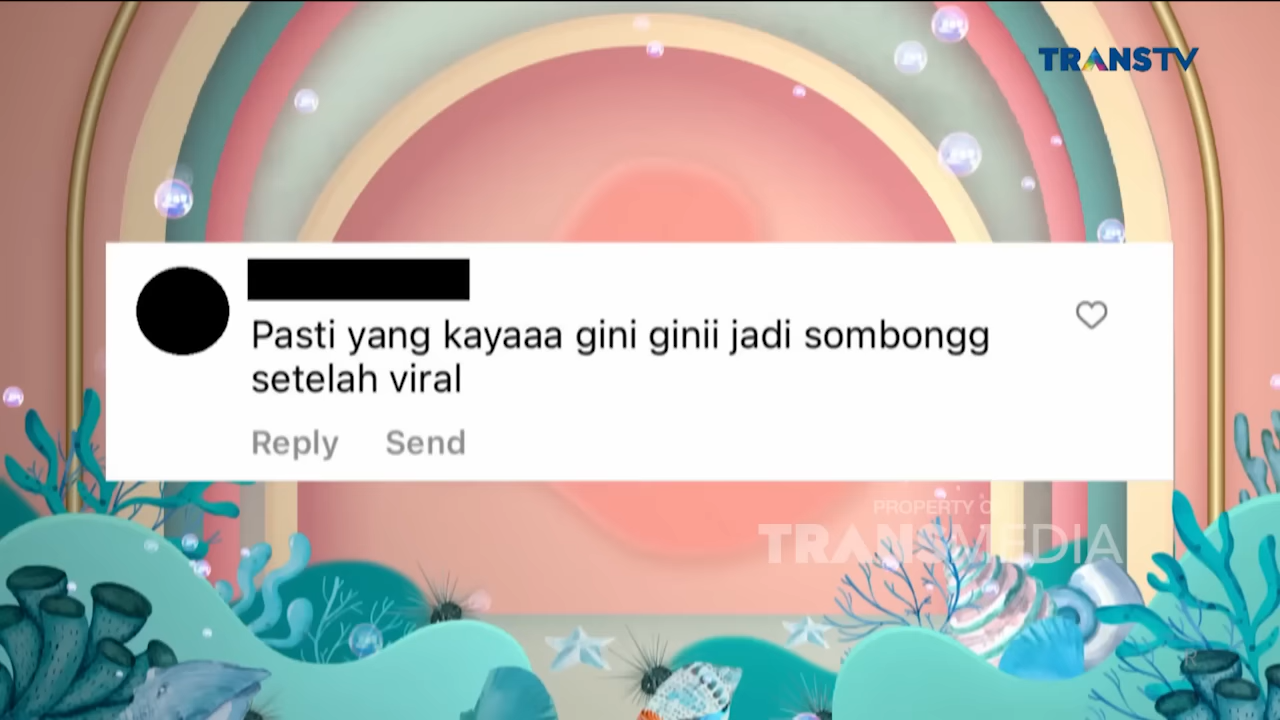 TRANSTV
Pasti yang kayaaa gini ginii jadi sombongg
setelah viral
Reply Send
PROPERTY OF
TRANSMEDIA